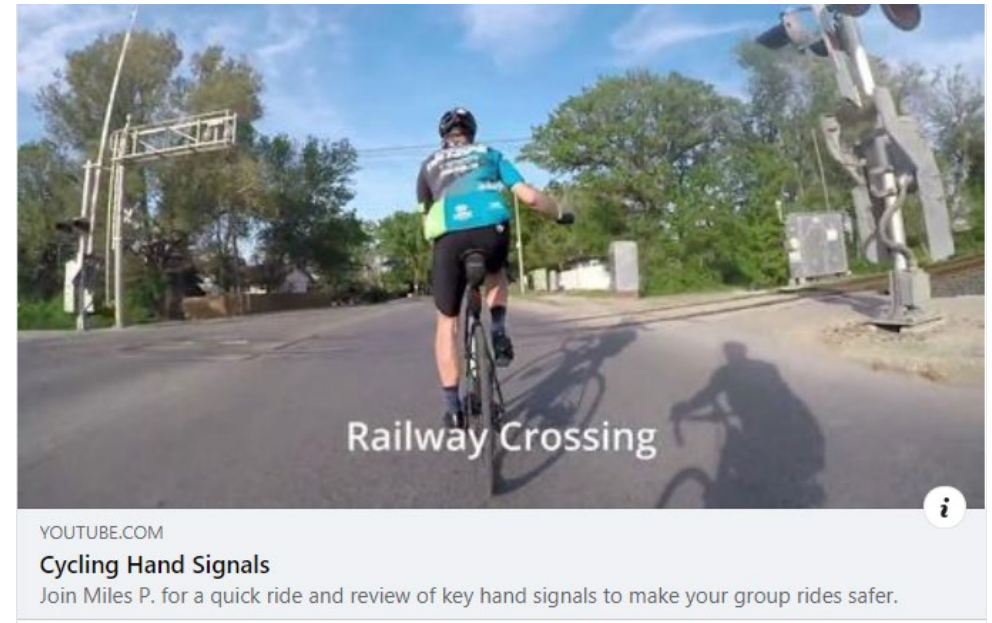 Railway Crossing
YOUTUBE.COM
Cycling Hand Signals
Join Miles P. for a quick ride and review of key hand signals to make your group rides safer.